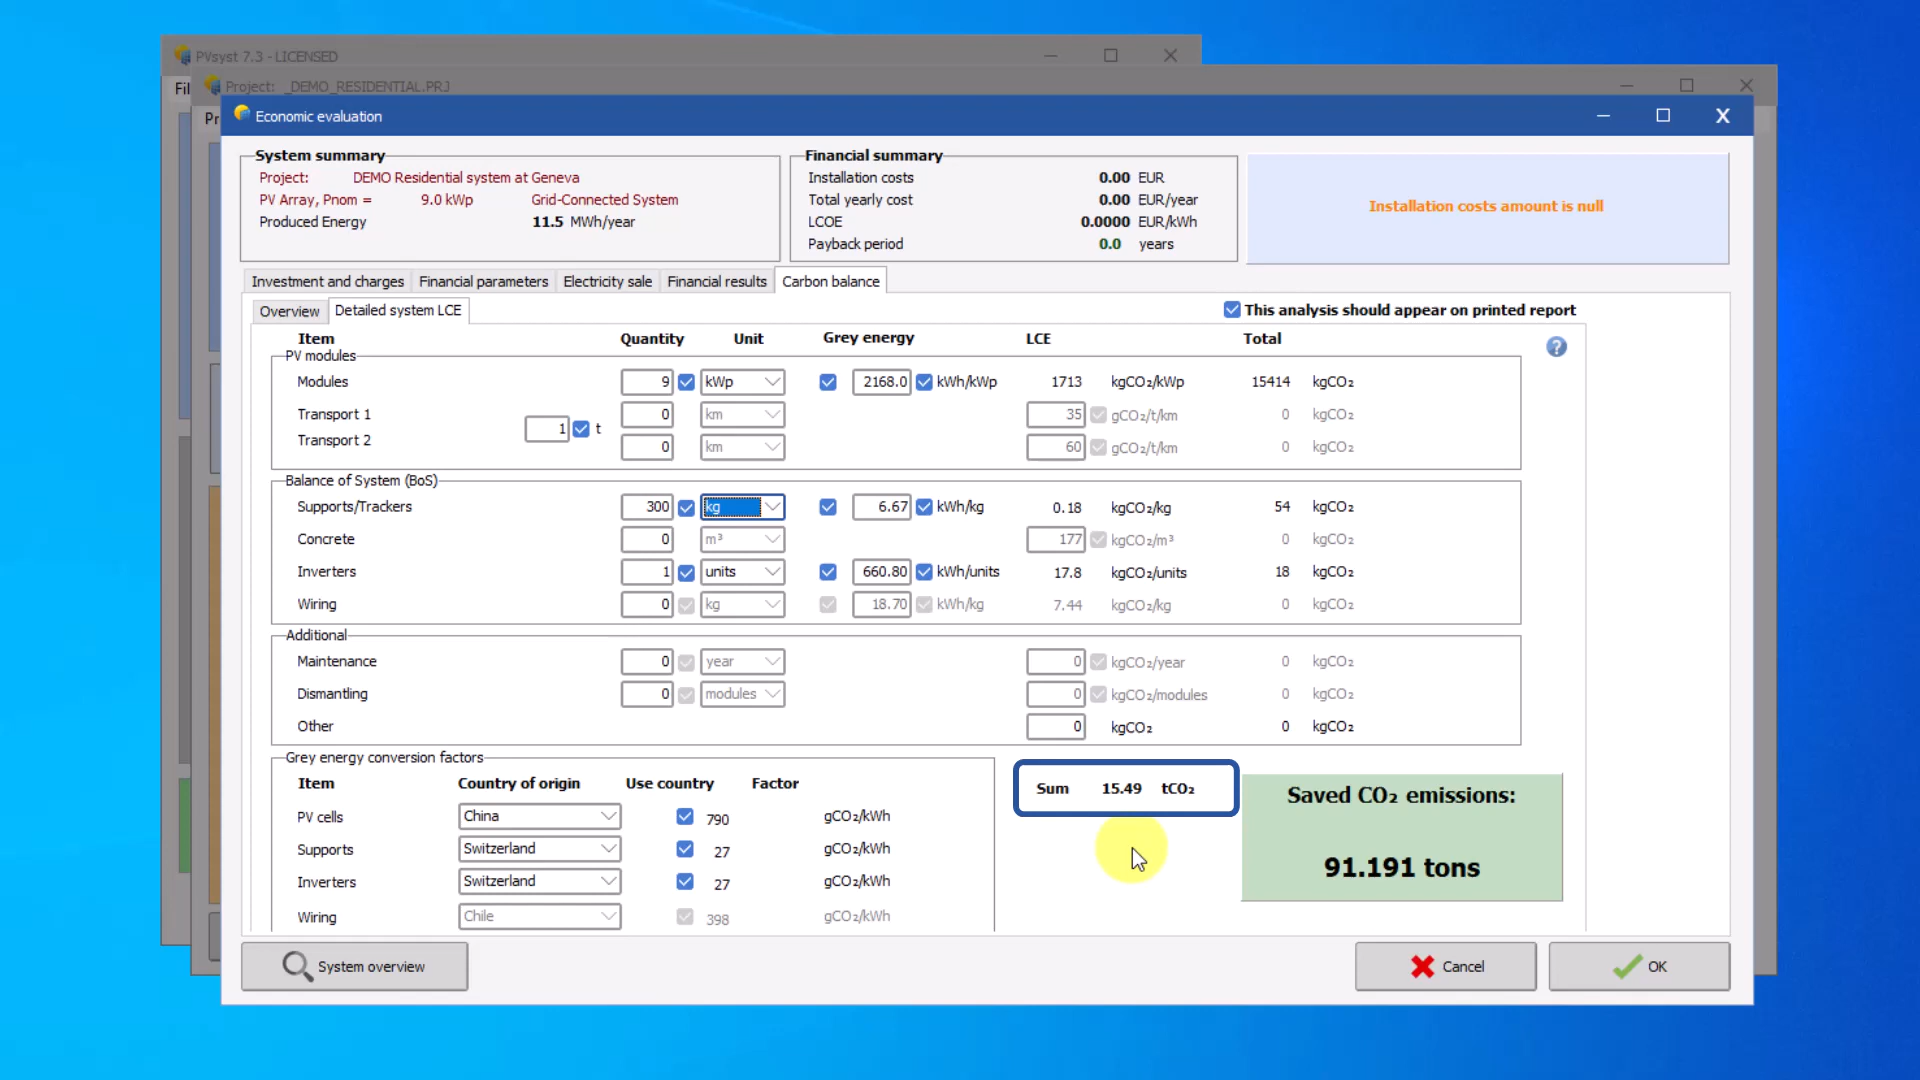 PVsyst 7.3 - LICENSED
Fil
Project: _DEMO_RESIDENTIAL.PRJ
Pr
Economic evaluation
System summary
Project: DEMO Residential system at Geneva
PV Array, Pnom = 9.0 kWp Grid-Connected System
Produced Energy 11.5 MWh/year
Financial summary
Installation costs 0.00 EUR
Total yearly cost 0.00 EUR/year
LCOE 0.0000 EUR/kWh
Payback period 0.0 years
Installation costs amount is null
Investment and charges Financial parameters Electricity sale Financial results Carbon balance
Overview Detailed system LCE
This analysis should appear on printed report
Item Quantity Unit Grey energy LCE Total
PV modules
Modules 9 kWp 2168.0 kWh/kWp 1713 kgCO₂/kWp 15414 kgCO₂
Transport 1 0 km 35 gCO₂/t/km 0 kgCO₂
1 t
Transport 2 0 km 60 gCO₂/t/km 0 kgCO₂
Balance of System (BoS)
Supports/Trackers 300 kg 6.67 kWh/kg 0.18 kgCO₂/kg 54 kgCO₂
Concrete 0 m³ 177 kgCO₂/m³ 0 kgCO₂
Inverters 1 units 660.80 kWh/units 17.8 kgCO₂/units 18 kgCO₂
Wiring 0 kg 18.70 kWh/kg 7.44 kgCO₂/kg 0 kgCO₂
Additional
Maintenance 0 year 0 kgCO₂/year 0 kgCO₂
Dismantling 0 modules 0 kgCO₂/modules 0 kgCO₂
Other 0 kgCO₂ 0 kgCO₂
Grey energy conversion factors
Item Country of origin Use country Factor
PV cells China 790 gCO₂/kWh
Supports Switzerland 27 gCO₂/kWh
Inverters Switzerland 27 gCO₂/kWh
Wiring Chile 398 gCO₂/kWh
Sum 15.49 tCO₂
Saved CO₂ emissions:
91.191 tons
System overview
Cancel
OK